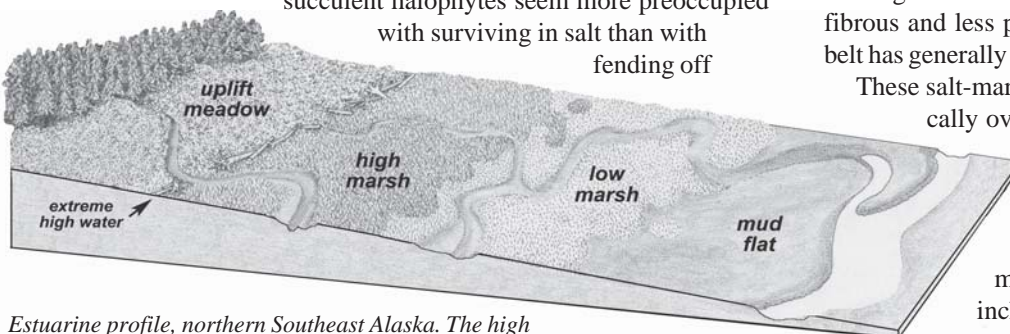 succulent halophytes seem more preoccupied
with surviving in salt than with
fending off
fibrous and less
belt has generally
These salt-mar
cally ov
uplift
meadow
high
marsh
low
marsh
mud
flat
extreme
high water
Estuarine profile, northern Southeast Alaska. The high